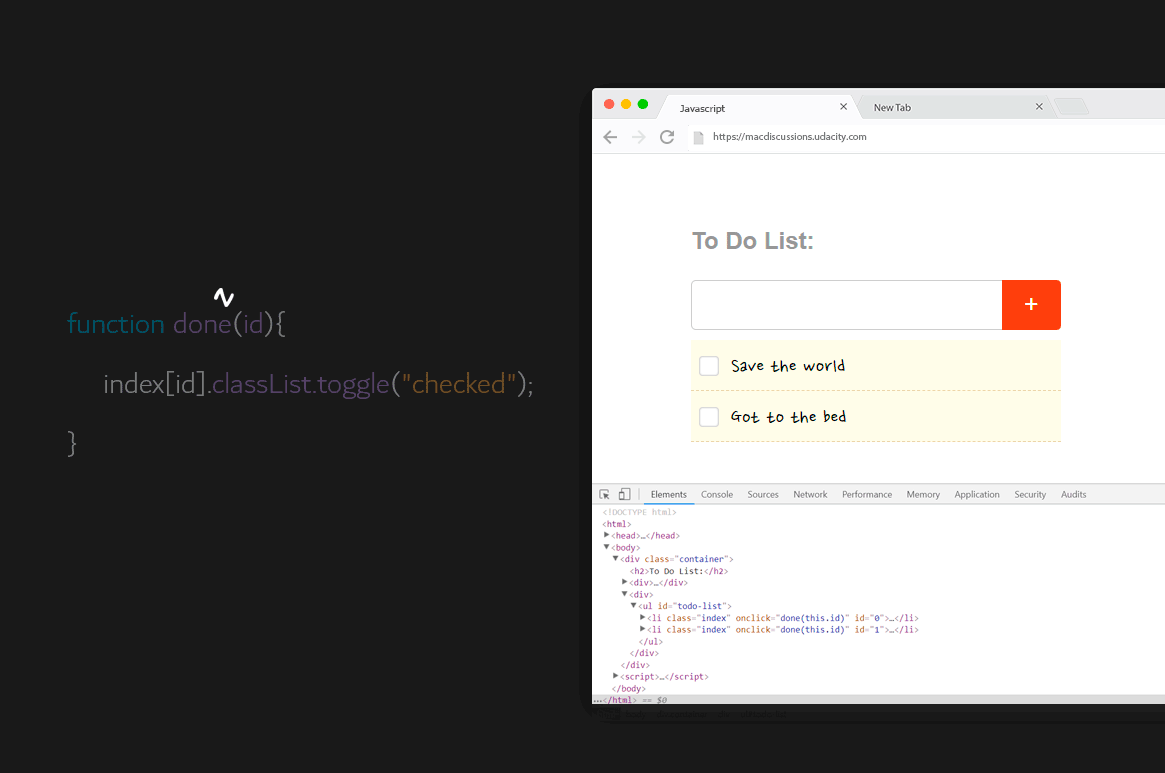 function done(id){
index[id].classList.toggle("checked");
}
Javascript
New Tab
https://macdiscussions.udacity.com
To Do List:
+
Save the world
Got to the bed
Elements Console Sources Network Performance Memory Application Security Audits
<!DOCTYPE html>
<html>
<head>…</head>
<body>
<div class="container">
<h2>To Do List:</h2>
<div>…</div>
<div>
<ul id="todo-list">
<li class="index" onclick="done(this.id)" id="0">…</li>
<li class="index" onclick="done(this.id)" id="1">…</li>
</ul>
</div>
</div>
<script>…</script>
</body>
…</html> == $0